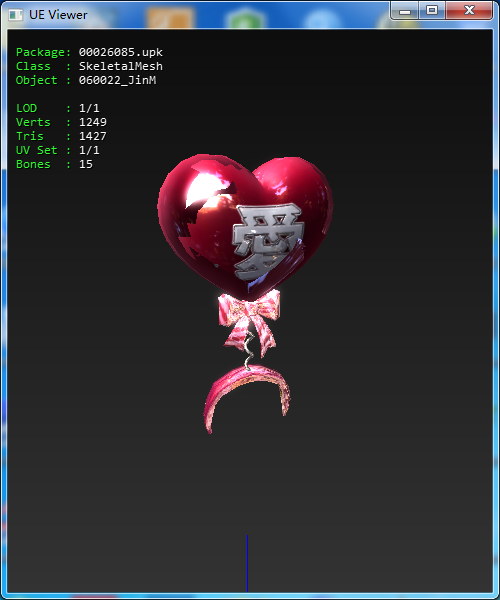 UE Viewer
Package: 00026085.upk
Class : SkeletalMesh
Object : 060022_JinM
LOD : 1/1
Verts : 1249
Tris : 1427
UV Set : 1/1
Bones : 15
愛